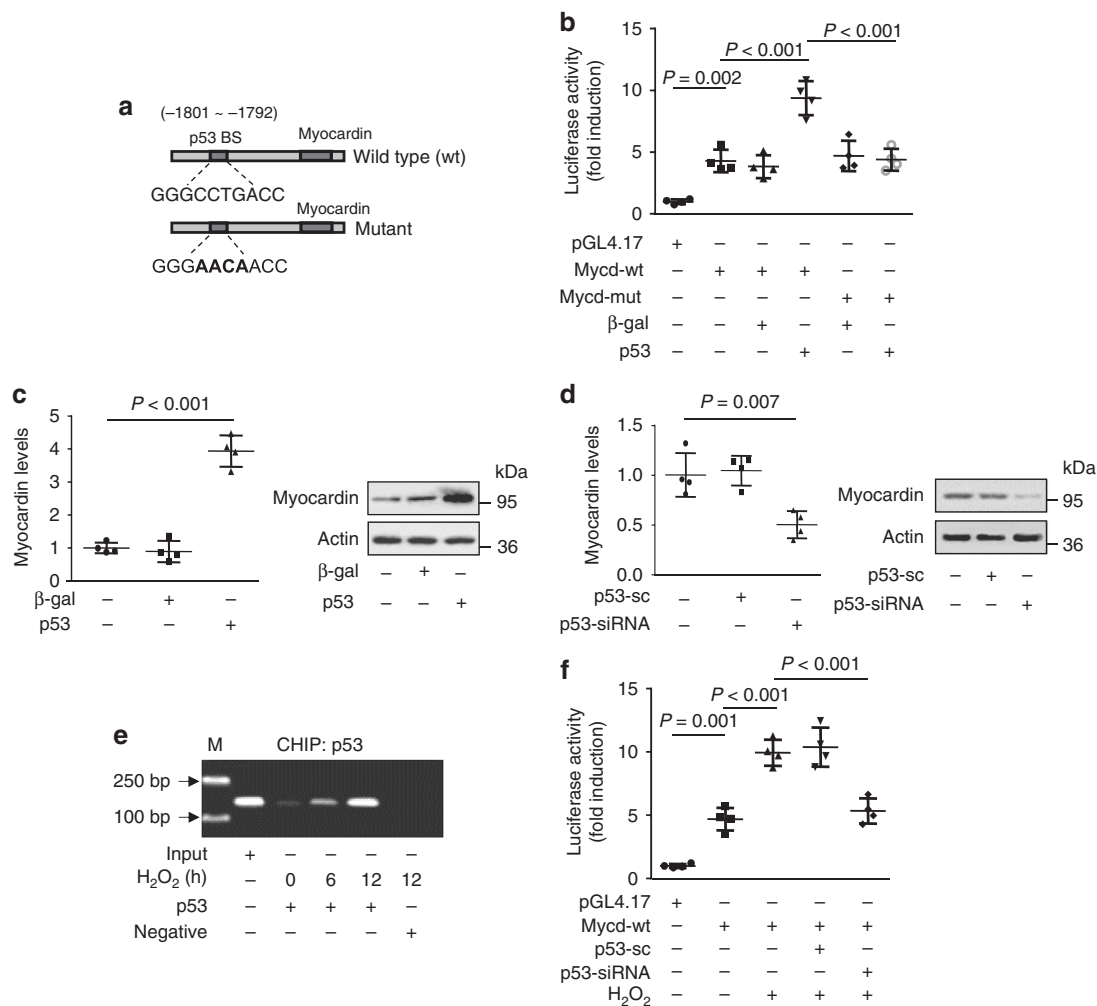 a
(–1801 ~ –1792)
p53 BS
Myocardin
Wild type (wt)
GGGCCTGACC
Myocardin
Mutant
GGGAACAACC
b
Luciferase activity
(fold induction)
15
10
5
0
P = 0.002
P < 0.001
P < 0.001
pGL4.17 + – – – – –
Mycd-wt – + + + – –
Mycd-mut – – – – + +
β-gal – – + – + –
p53 – – – + – +
c
Myocardin levels
5
4
3
2
1
0
P < 0.001
β-gal – + –
p53 – – +
kDa
Myocardin
95
Actin
36
β-gal – + –
p53 – – +
d
Myocardin levels
1.5
1.0
0.5
0.0
P = 0.007
p53-sc – + –
p53-siRNA – – +
kDa
Myocardin
95
Actin
36
p53-sc – + –
p53-siRNA – – +
e
M
CHIP: p53
250 bp
100 bp
Input + – – – –
H2O2 (h) – 0 6 12 12
p53 – + + + –
Negative – – – – +
f
Luciferase activity
(fold induction)
15
10
5
0
P = 0.001
P < 0.001
P < 0.001
pGL4.17 + – – – –
Mycd-wt – + + + +
p53-sc – – – + –
p53-siRNA – – – – +
H2O2 – – + + +